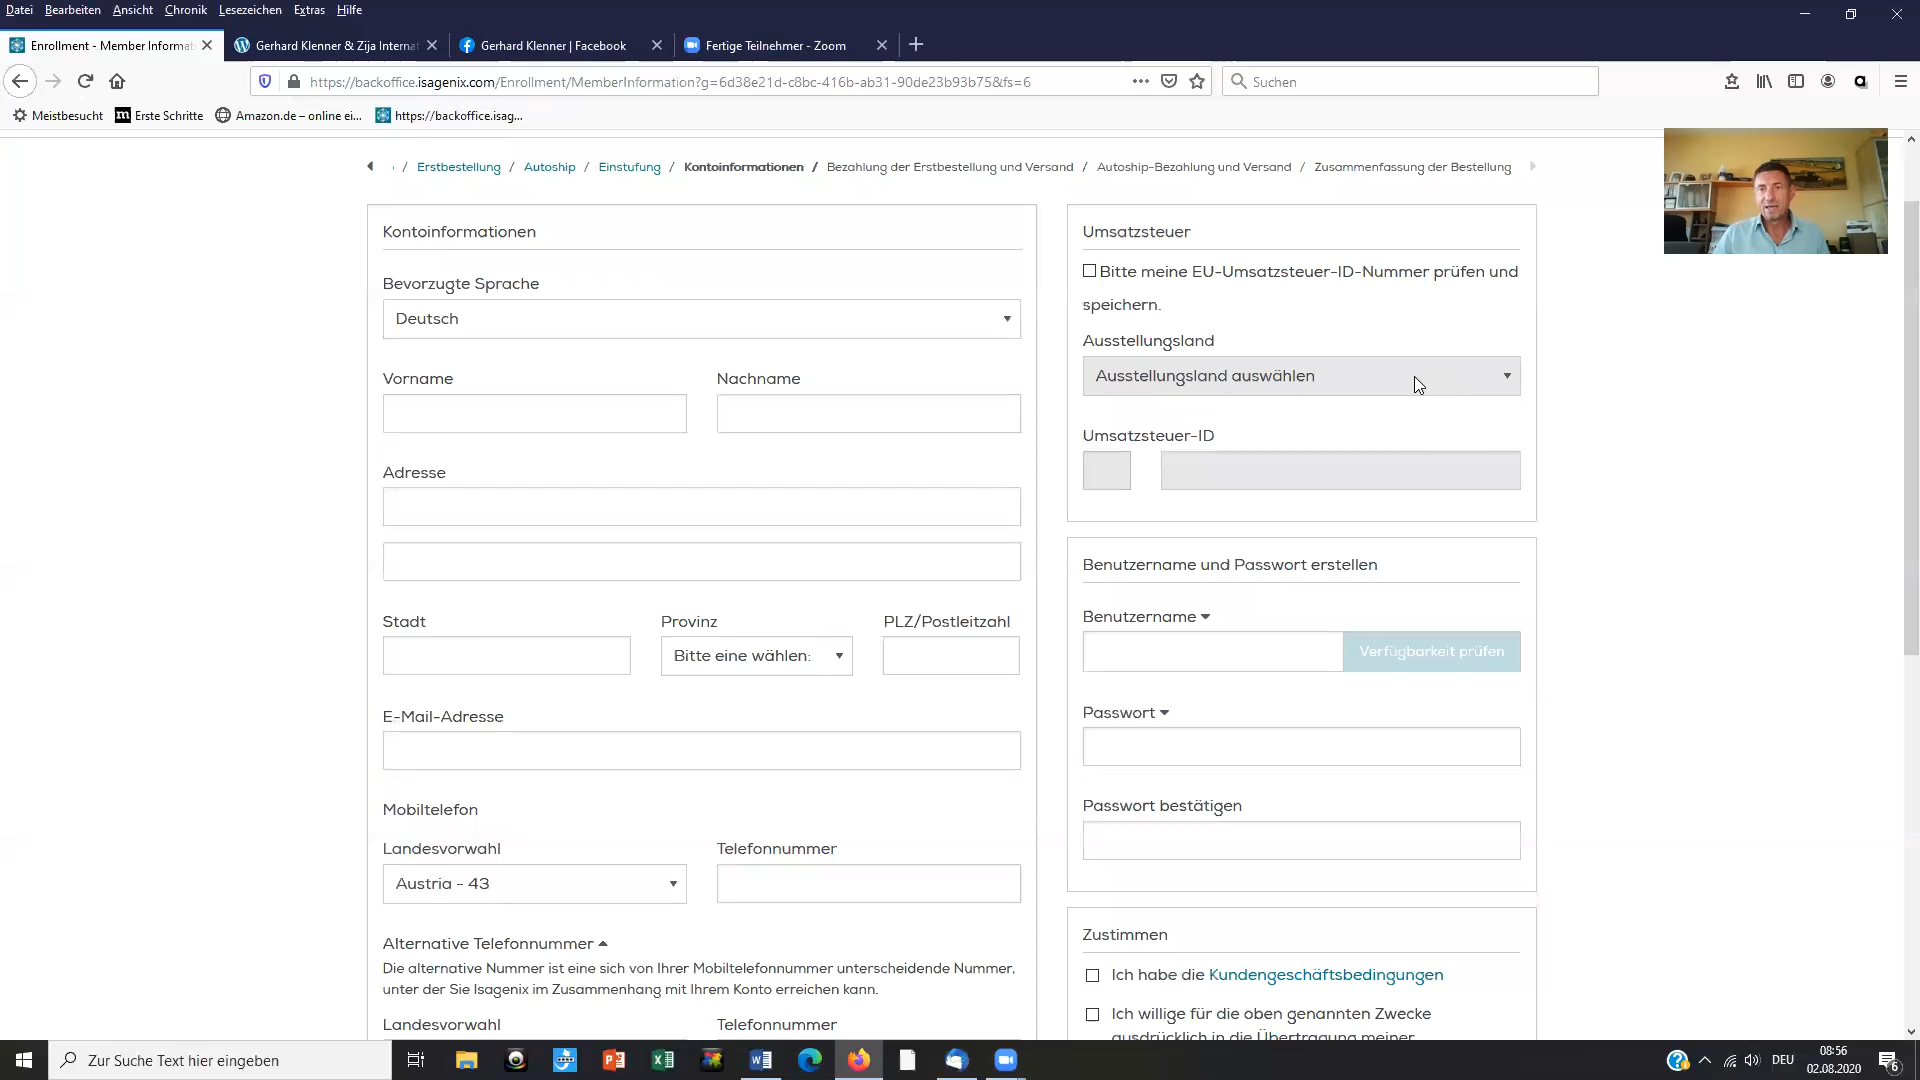 Datei Bearbeiten Ansicht Chronik Lesezeichen Extras Hilfe
Enrollment - Member Informat
Gerhard Klenner & Zija Interna
Gerhard Klenner | Facebook
Fertige Teilnehmer - Zoom
https://backoffice.isagenix.com/Enrollment/MemberInformation?g=6d38e21d-c8bc-416b-ab31-90de23b93b75&fs=6
Suchen
Meistbesucht
Erste Schritte
Amazon.de – online ei...
https://backoffice.isag...
/ Erstbestellung / Autoship / Einstufung / Kontoinformationen / Bezahlung der Erstbestellung und Versand / Autoship-Bezahlung und Versand / Zusammenfassung der Bestellung
Kontoinformationen
Bevorzugte Sprache
Deutsch
Vorname
Nachname
Adresse
Stadt
Provinz
PLZ/Postleitzahl
Bitte eine wählen:
E-Mail-Adresse
Mobiltelefon
Landesvorwahl
Telefonnummer
Austria - 43
Alternative Telefonnummer
Die alternative Nummer ist eine sich von Ihrer Mobiltelefonnummer unterscheidende Nummer,
unter der Sie Isagenix im Zusammenhang mit Ihrem Konto erreichen kann.
Landesvorwahl
Telefonnummer
Umsatzsteuer
Bitte meine EU-Umsatzsteuer-ID-Nummer prüfen und
speichern.
Ausstellungsland
Ausstellungsland auswählen
Umsatzsteuer-ID
Benutzername und Passwort erstellen
Benutzername
Verfügbarkeit prüfen
Passwort
Passwort bestätigen
Zustimmen
Ich habe die Kundengeschäftsbedingungen
Ich willige für die oben genannten Zwecke
ausdrücklich in die Übertragung meiner
Zur Suche Text hier eingeben
DEU
08:56
02.08.2020
6